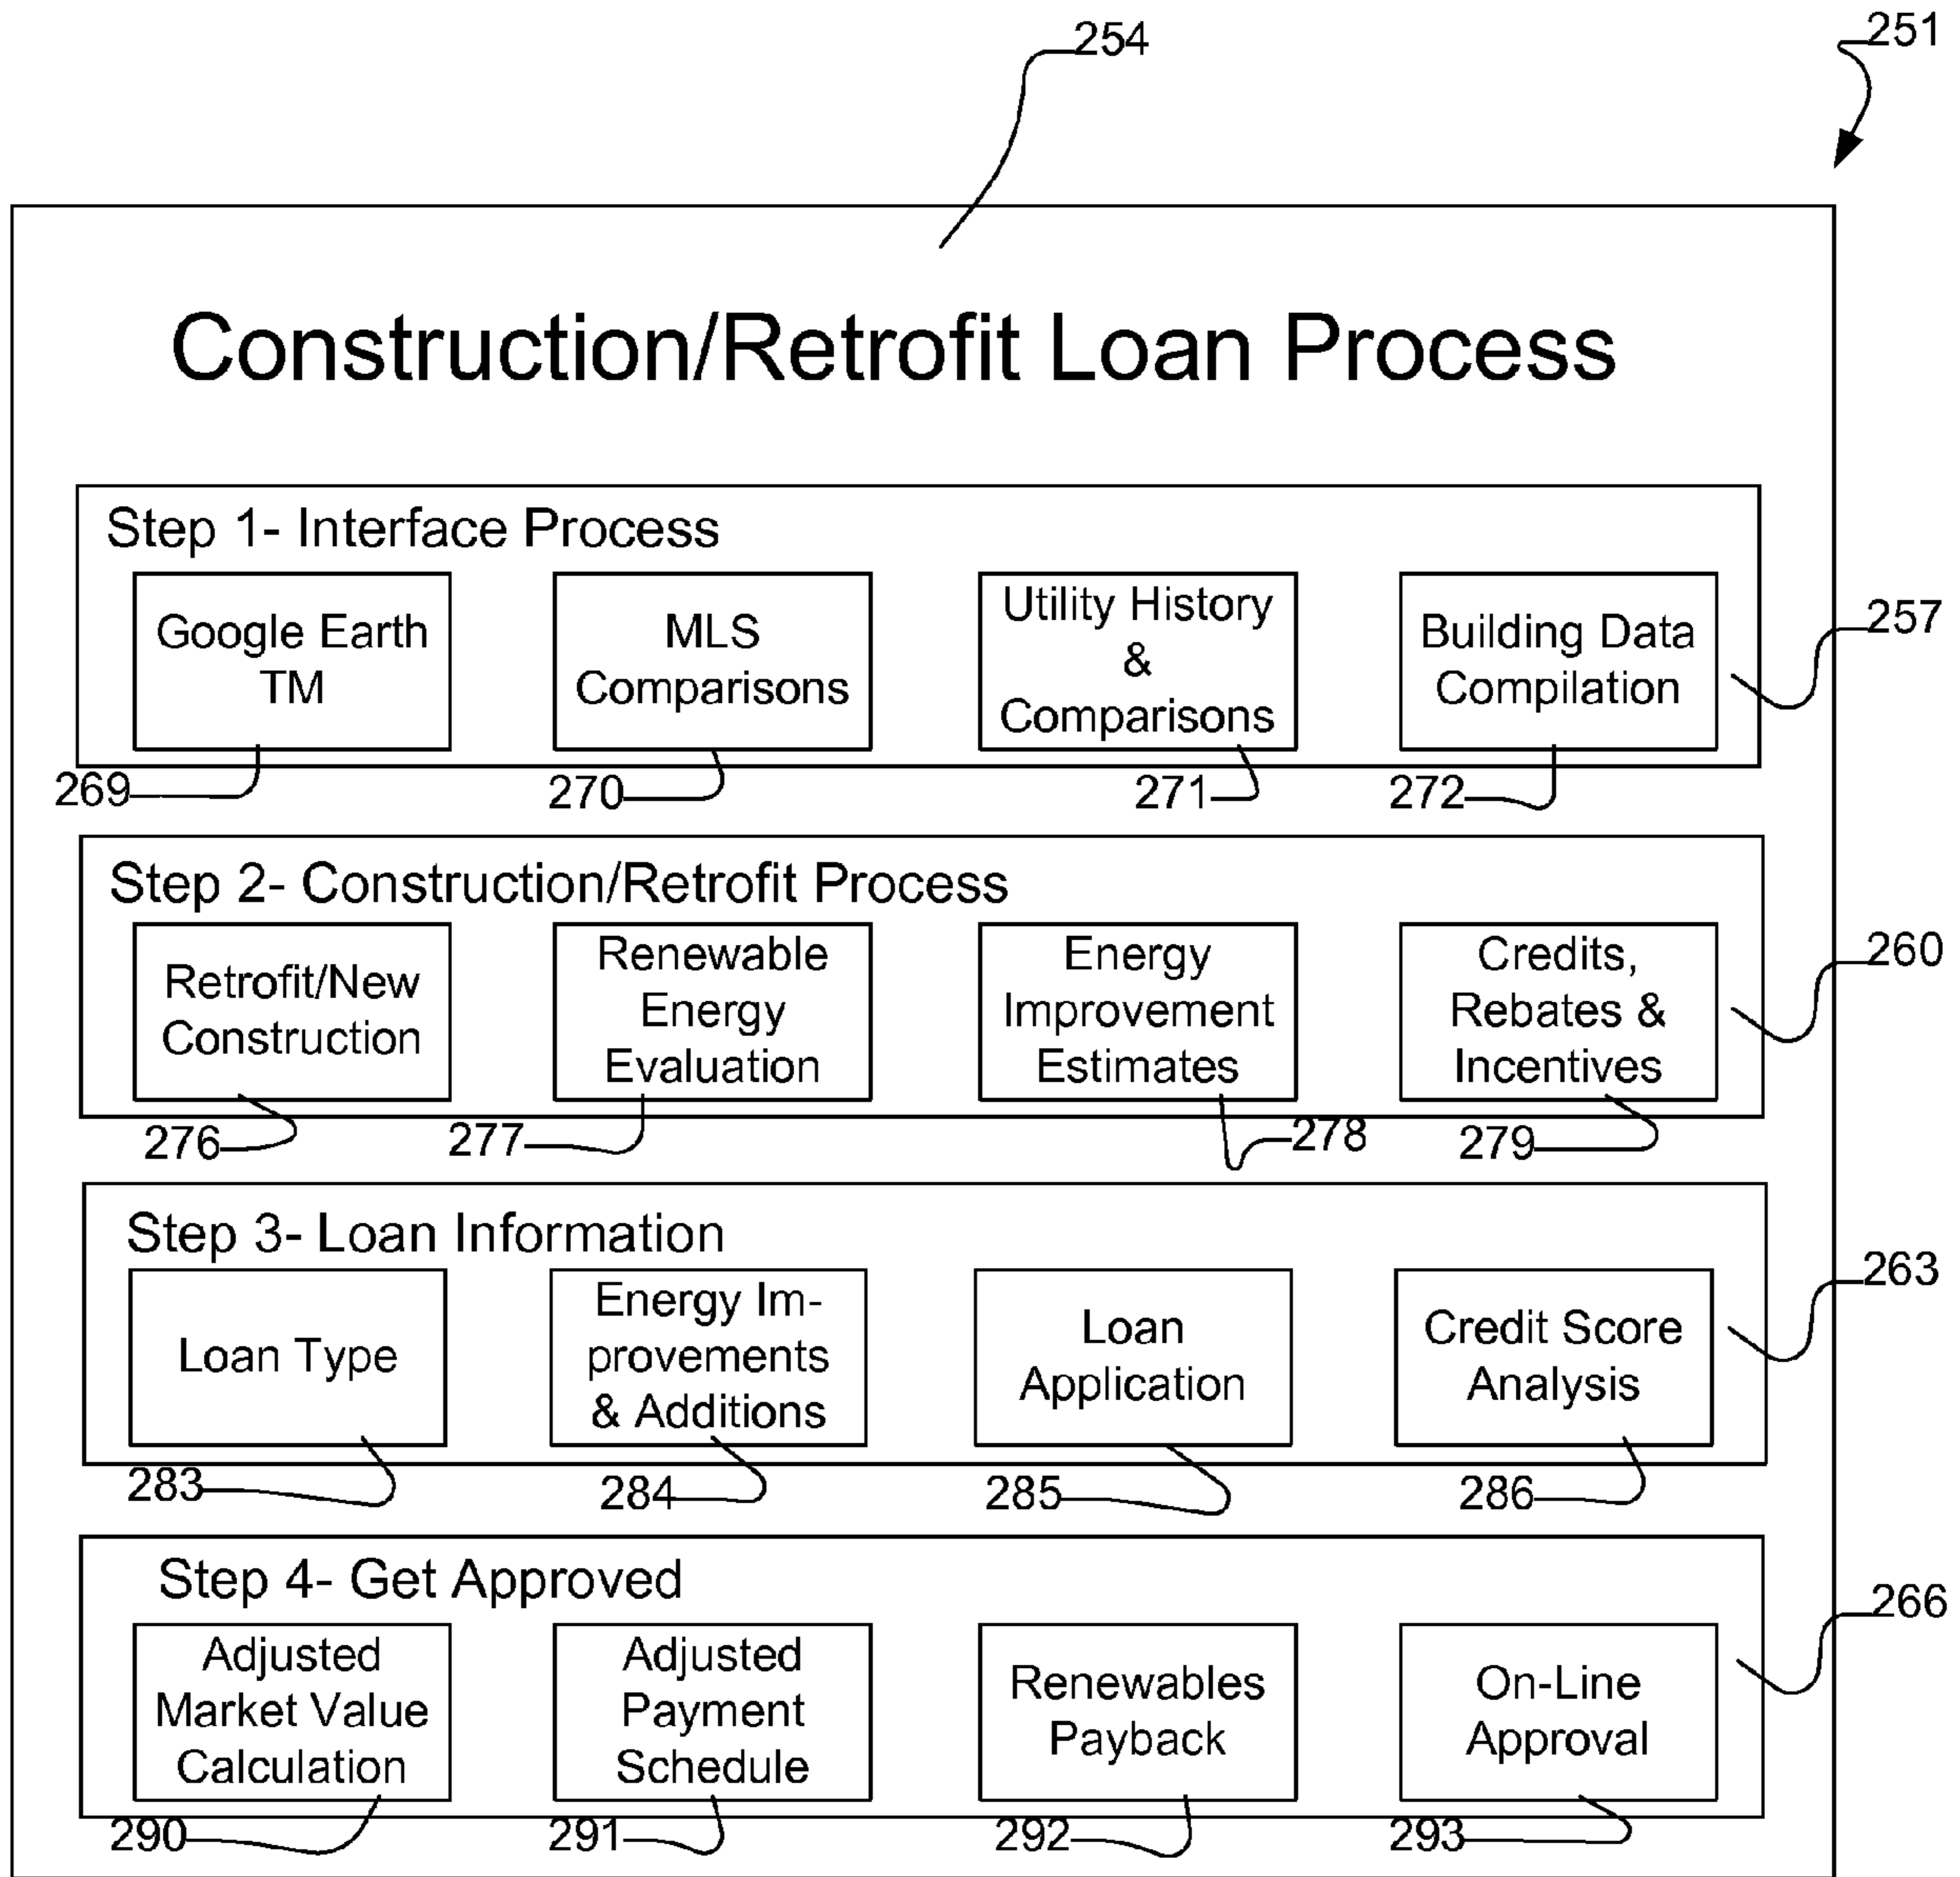 254
251
Construction/Retrofit Loan Process
Step 1- Interface Process
Google Earth
TM
MLS
Comparisons
Utility History
&
Comparisons
Building Data
Compilation
257
269
270
271
272
Step 2- Construction/Retrofit Process
Retrofit/New
Construction
Renewable
Energy
Evaluation
Energy
Improvement
Estimates
Credits,
Rebates &
Incentives
260
276
277
278
279
Step 3- Loan Information
Loan Type
Energy Im-
provements
& Additions
Loan
Application
Credit Score
Analysis
263
283
284
285
286
Step 4- Get Approved
Adjusted
Market Value
Calculation
Adjusted
Payment
Schedule
Renewables
Payback
On-Line
Approval
266
290
291
292
293